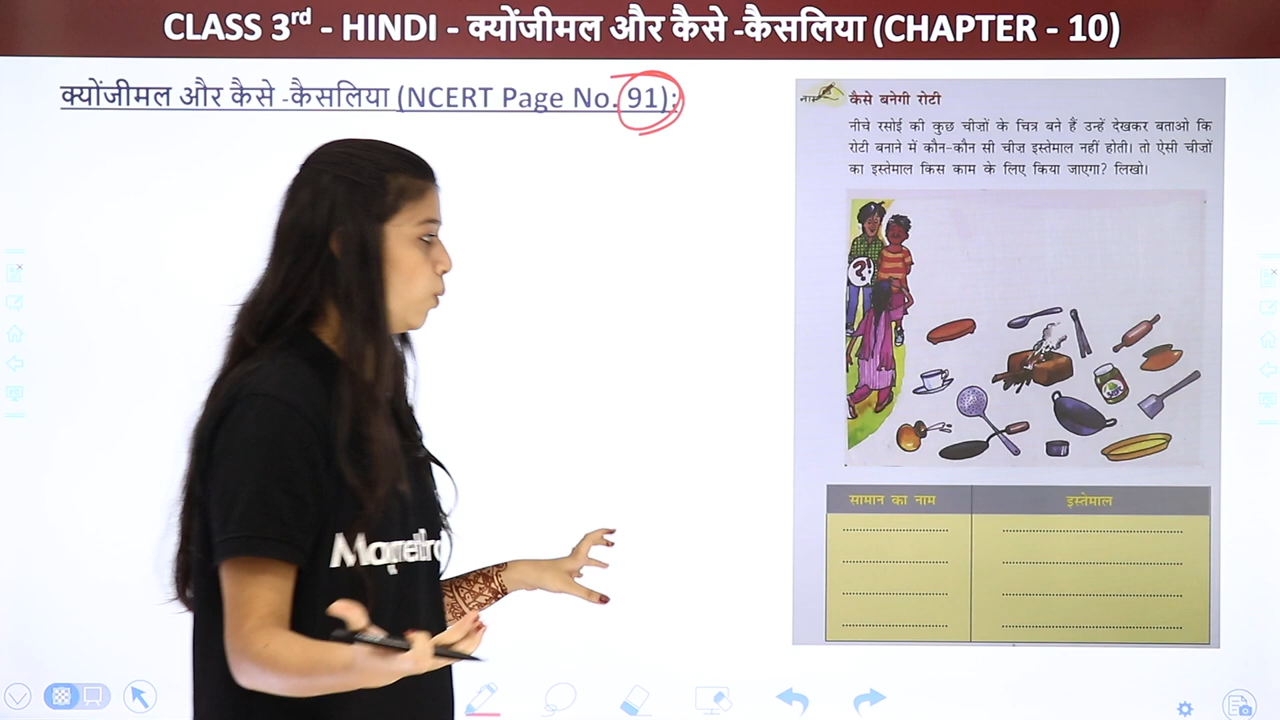 CLASS 3rd - HINDI - क्योंजीमल और कैसे -कैसलिया (CHAPTER - 10)
क्योंजीमल और कैसे -कैसलिया (NCERT Page No. 91):
कैसे बनेगी रोटी
नीचे रसोई की कुछ चीज़ों के चित्र बने हैं उन्हें देखकर बताओ कि
रोटी बनाने में कौन-कौन सी चीज़ इस्तेमाल नहीं होती। तो ऐसी चीज़ों
का इस्तेमाल किस काम के लिए किया जाएगा? लिखो।
?!
सामान का नाम इस्तेमाल